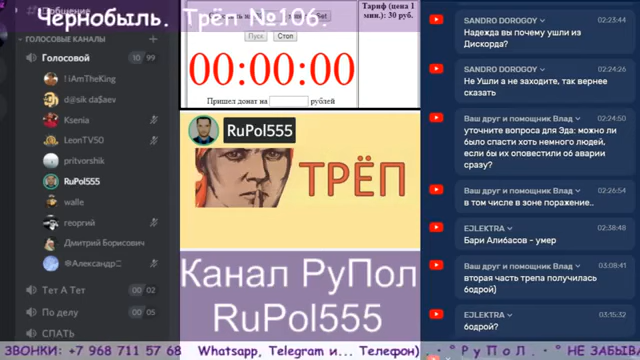 Чернобыль. Трёп №106.
ГОЛОСОВЫЕ КАНАЛЫ
Голосовой 10 99
! IAmTheKing
d@sik da$aev
Ksenia
LeonTV50
pritvorshik
RuPol555
walle
георгий
Дмитрий Борисович
Александр
Тет А Тет 00 02
По делу 00 05
СПАТЬ
Тариф (цена 1
мин.): 30 руб.
Set
Пуск Стоп
00:00:00
Пришел донат на рублей
RuPol555
ТРЁП
Канал РуПол
RuPol555
02:23:44
SANDRO DOROGOY
Надежда вы почему ушли из
Дискорда?
SANDRO DOROGOY 02:24:26
Не Ушли а не заходите, так вернее
сказать
Ваш друг и помощник Влад 02:24:50
уточните вопроса для Эда: можно ли
было спасти хоть немного людей,
если бы их оповестили об аварии
сразу?
Ваш друг и помощник Влад 02:26:54
в том числе в зоне поражение..
EJLEKTRA 02:38:48
Бари Алибасов - умер
Ваш друг и помощник Влад 03:08:41
вторая часть трепа получилась
бодрой)
EJLEKTRA 03:15:32
бодрой?
ЗВОНКИ: +7 968 711 57 68 Whatsapp, Telegram и... Телефон) · ° Р у П о Л . · ° НЕ ЗАБЫВ